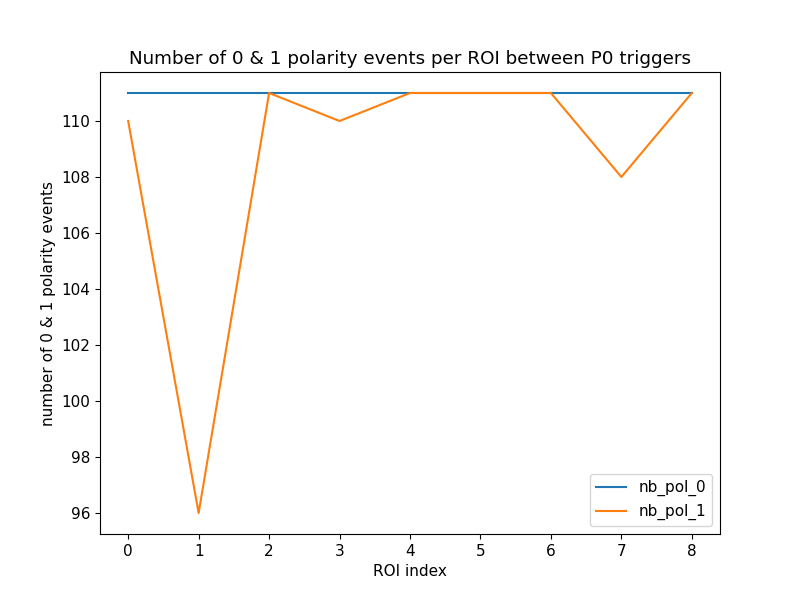 Number of 0 & 1 polarity events per ROI between P0 triggers
number of 0 & 1 polarity events
110
108
106
104
102
100
98
96
nb_pol_0
nb_pol_1
0 1 2 3 4 5 6 7 8
ROI index